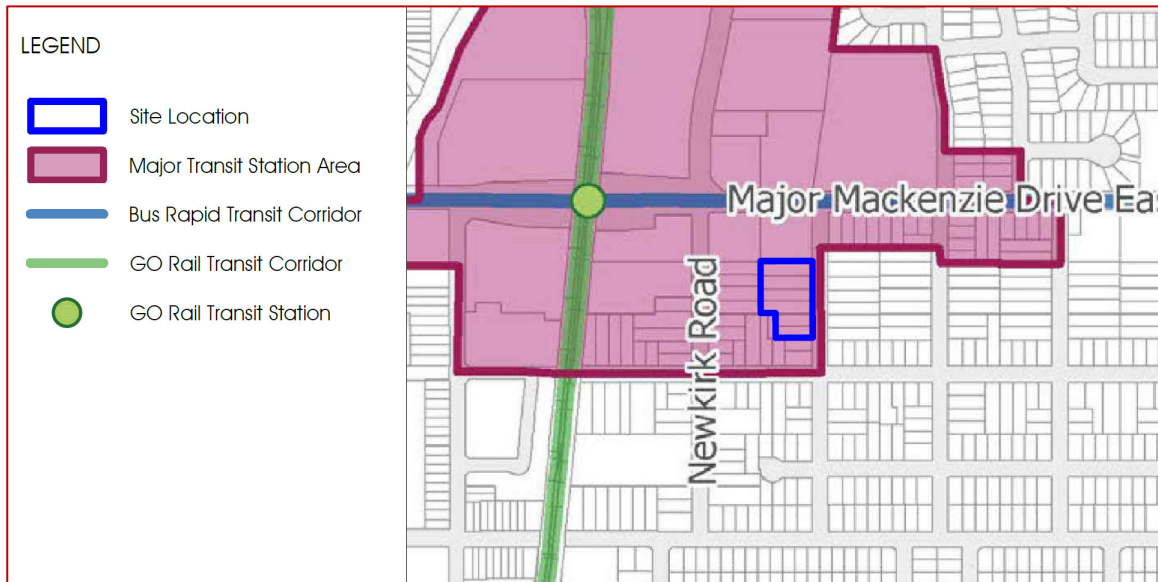 LEGEND
Site Location
Major Transit Station Area
Bus Rapid Transit Corridor
GO Rail Transit Corridor
GO Rail Transit Station
Major Mackenzie Drive Eas
Newkirk Road